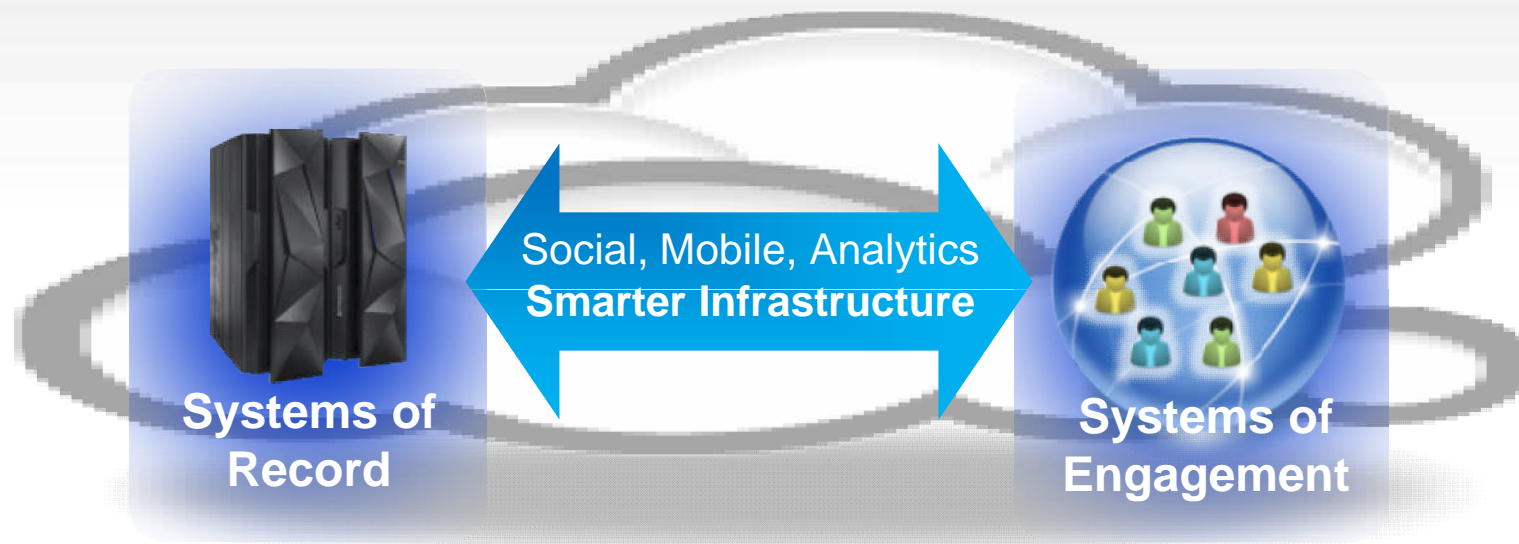 Social, Mobile, Analytics
Smarter Infrastructure
Systems of
Record
Systems of
Engagement